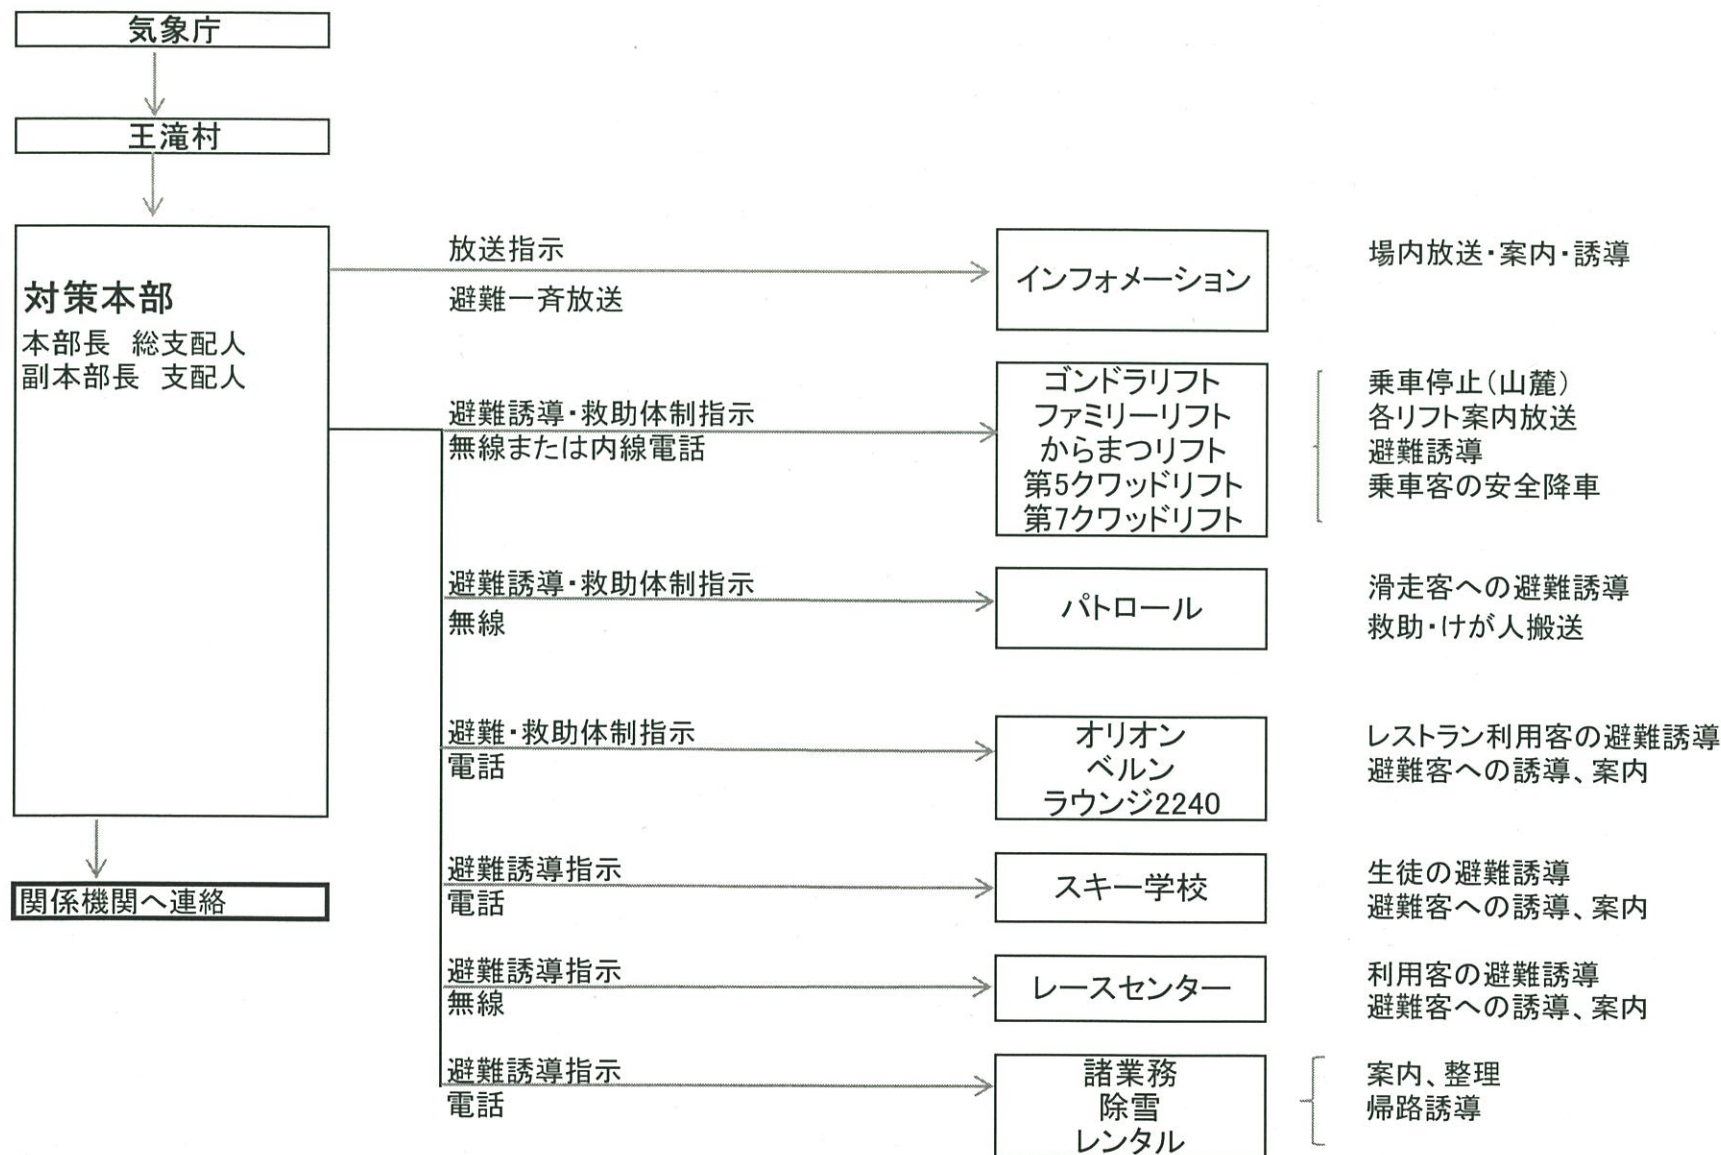 気象庁
王滝村
対策本部
本部長 総支配人
副本部長 支配人
関係機関へ連絡
放送指示
避難一斉放送
インフォメーション
場内放送・案内・誘導
避難誘導・救助体制指示
無線または内線電話
ゴンドラリフト
ファミリーリフト
からまつリフト
第5クワッドリフト
第7クワッドリフト
乗車停止(山麓)
各リフト案内放送
避難誘導
乗車客の安全降車
避難誘導・救助体制指示
無線
パトロール
滑走客への避難誘導
救助・けが人搬送
避難・救助体制指示
電話
オリオン
ベルン
ラウンジ2240
レストラン利用客の避難誘導
避難客への誘導、案内
避難誘導指示
電話
スキー学校
生徒の避難誘導
避難客への誘導、案内
避難誘導指示
無線
レースセンター
利用客の避難誘導
避難客への誘導、案内
避難誘導指示
電話
諸業務
除雪
レンタル
案内、整理
帰路誘導